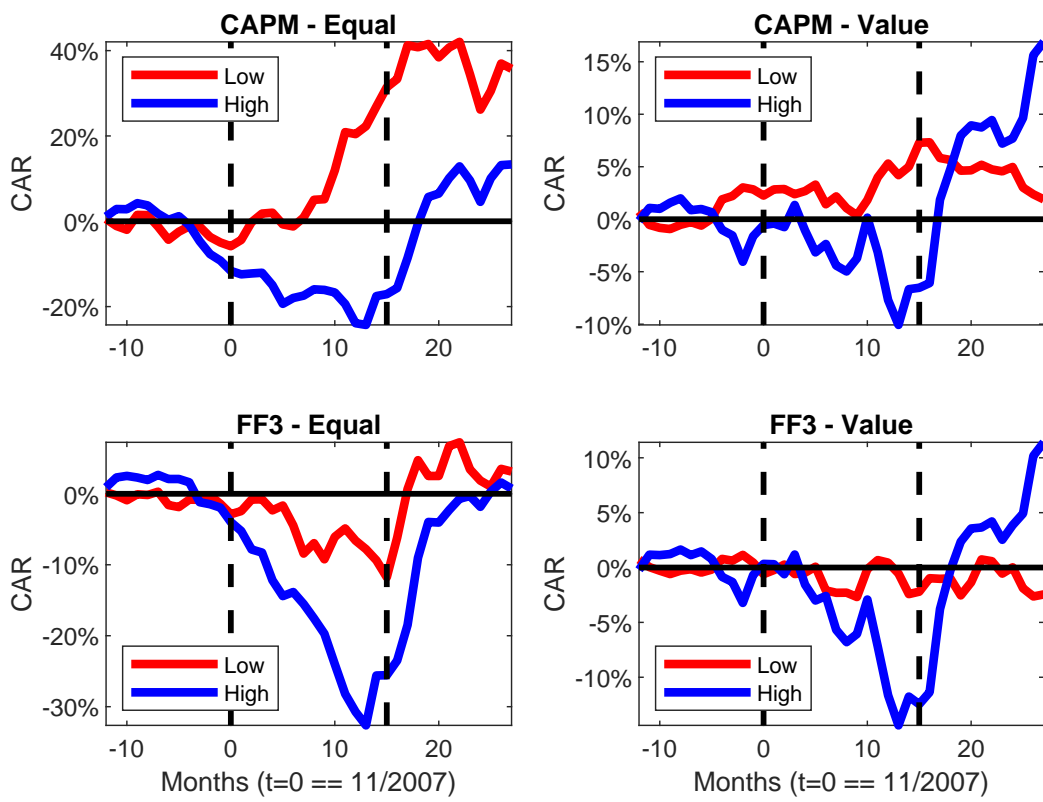 CAPM - Equal
40%
20%
0%
-20%
CAR
Low
High
-10
0
10
20
CAPM - Value
15%
10%
5%
0%
-5%
-10%
CAR
Low
High
-10
0
10
20
FF3 - Equal
0%
-10%
-20%
-30%
CAR
Low
High
-10
0
10
20
Months (t=0 == 11/2007)
FF3 - Value
10%
5%
0%
-5%
-10%
CAR
Low
High
-10
0
10
20
Months (t=0 == 11/2007)